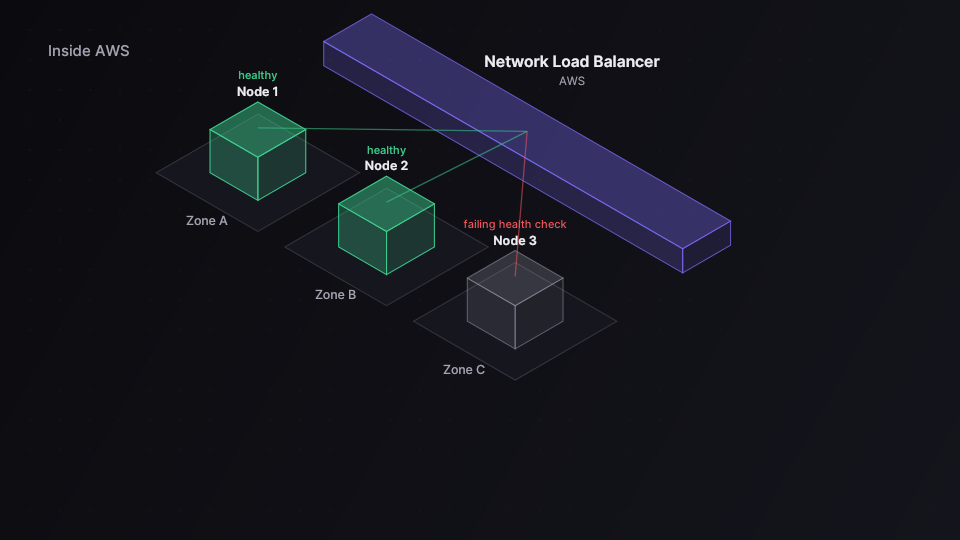 Inside AWS
Network Load Balancer
AWS
healthy
Node 1
healthy
Node 2
Zone A
failing health check
Node 3
Zone B
Zone C